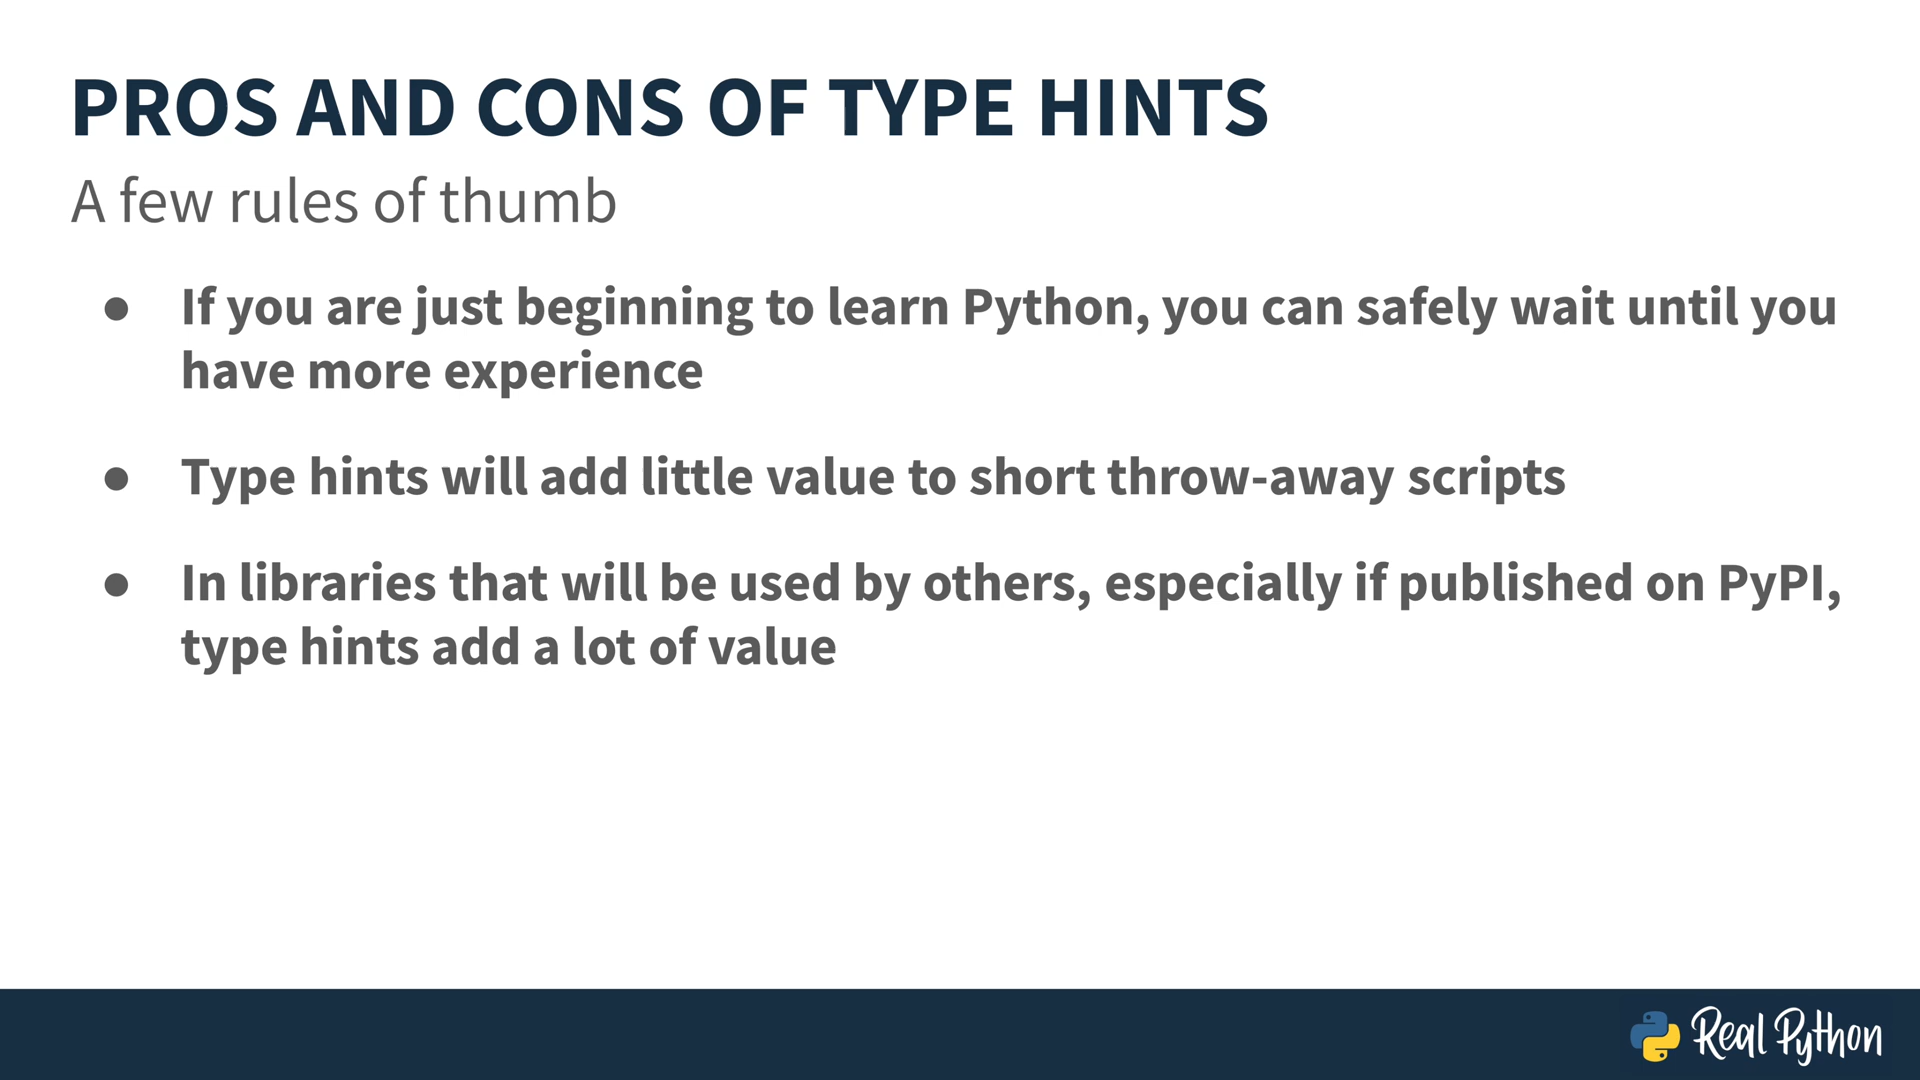 PROS AND CONS OF TYPE HINTS
A few rules of thumb
● If you are just beginning to learn Python, you can safely wait until you
have more experience
● Type hints will add little value to short throw-away scripts
● In libraries that will be used by others, especially if published on PyPI,
type hints add a lot of value
Real Python